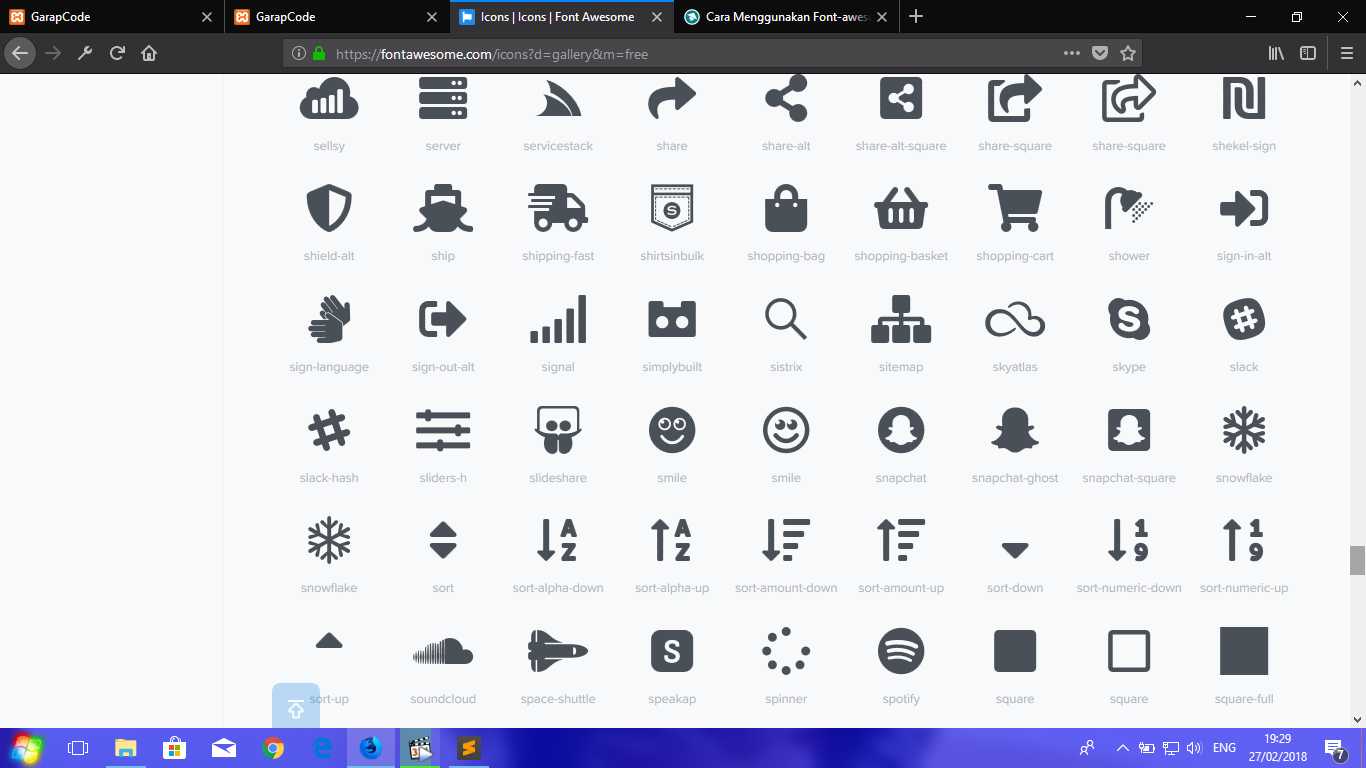 GarapCode
GarapCode
Icons | Icons | Font Awesome
Cara Menggunakan Font-awes
https://fontawesome.com/icons?d=gallery&m=free
sellsy server servicestack share share-alt share-alt-square share-square share-square shekel-sign
shield-alt ship shipping-fast shirtsinbulk shopping-bag shopping-basket shopping-cart shower sign-in-alt
sign-language sign-out-alt signal simplybuilt sistrix sitemap skyatlas skype slack
slack-hash sliders-h slideshare smile smile snapchat snapchat-ghost snapchat-square snowflake
snowflake sort sort-alpha-down sort-alpha-up sort-amount-down sort-amount-up sort-down sort-numeric-down sort-numeric-up
sort-up soundcloud space-shuttle speakap spinner spotify square square square-full
ENG
19:29
27/02/2018
7